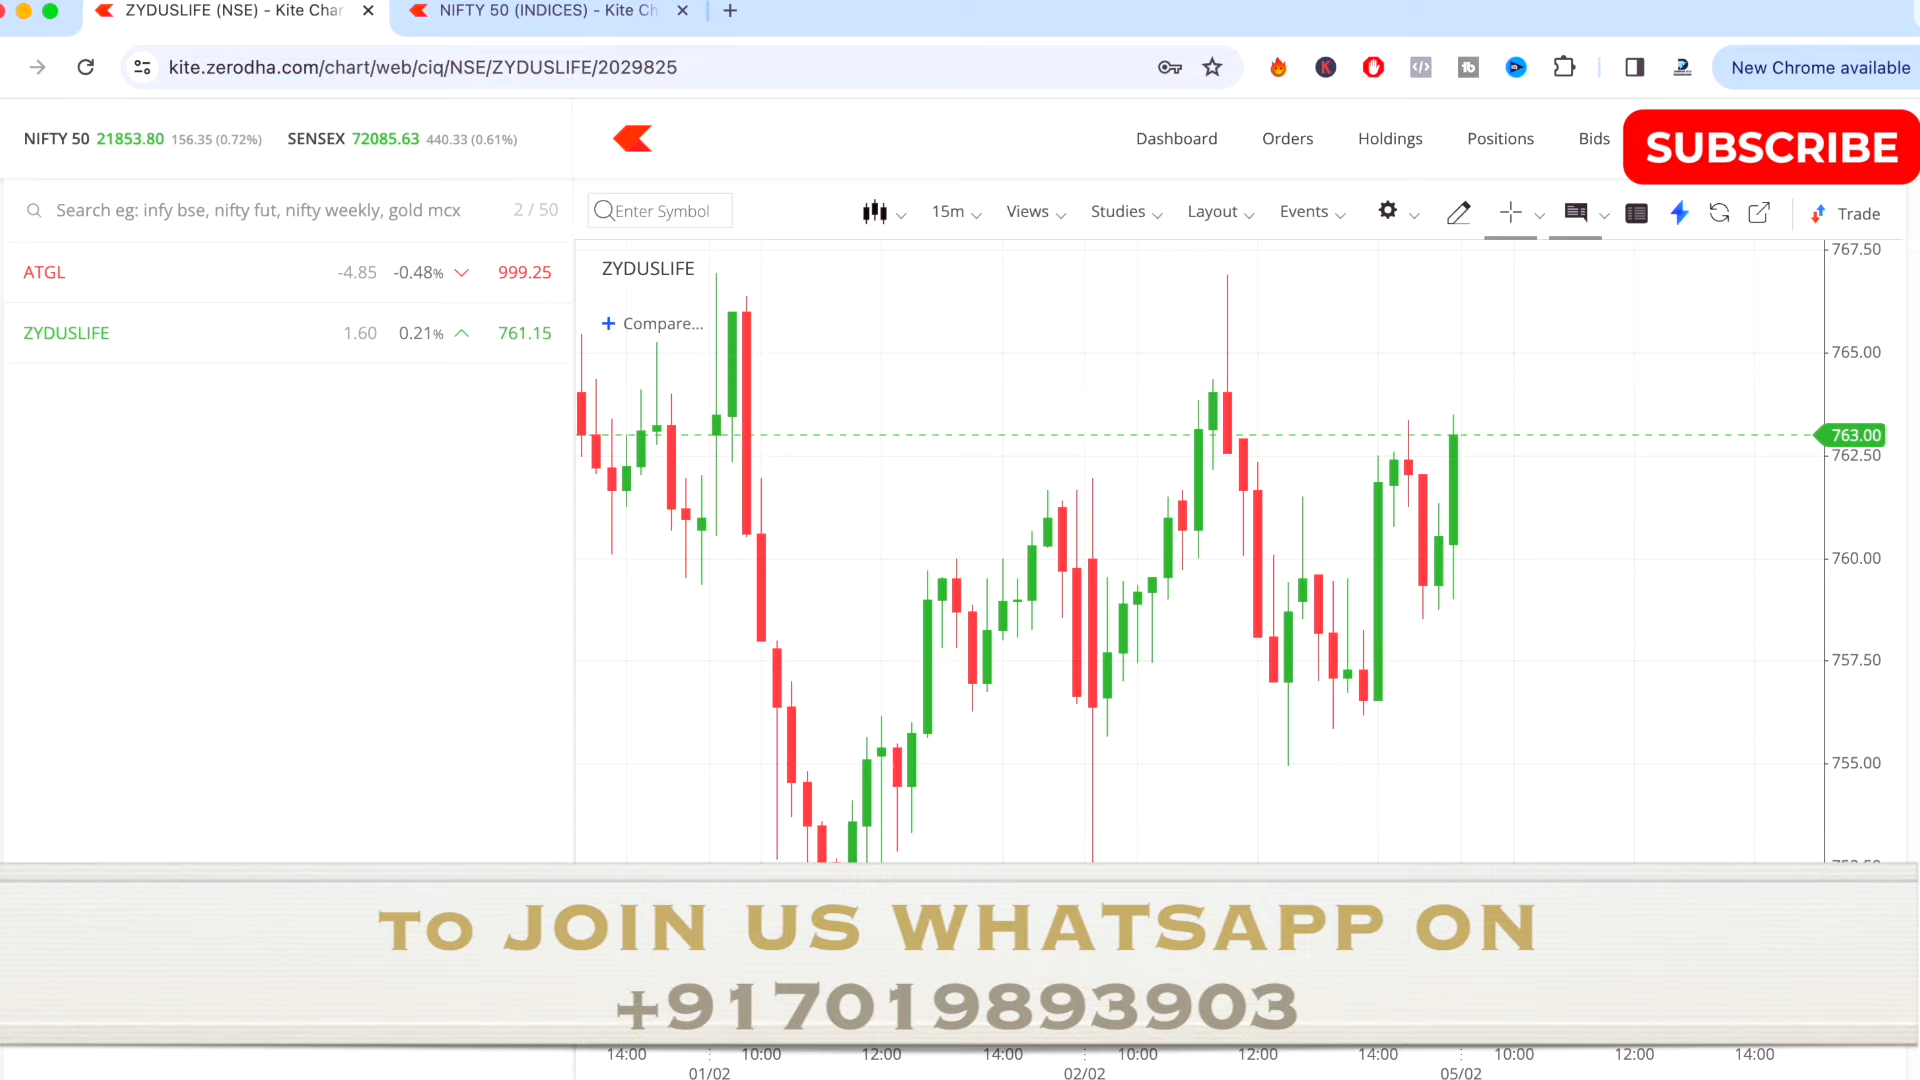 ZYDUSLIFE (NSE) - Kite Char
NIFTY 50 (INDICES) - Kite Ch
kite.zerodha.com/chart/web/ciq/NSE/ZYDUSLIFE/2029825
New Chrome available
NIFTY 50 21853.80 156.35 (0.72%) SENSEX 72085.63 440.33 (0.61%)
Dashboard Orders Holdings Positions Bids
SUBSCRIBE
Search eg: infy bse, nifty fut, nifty weekly, gold mcx 2 / 50
Enter Symbol 15m Views Studies Layout Events Trade
ATGL -4.85 -0.48% 999.25
ZYDUSLIFE 1.60 0.21% 761.15
ZYDUSLIFE
Compare...
767.50
765.00
763.00
762.50
760.00
757.50
755.00
To JOIN US WHATSAPP ON
+917019893903
14:00 10:00 12:00 14:00 10:00 12:00 14:00 10:00 12:00 14:00
01/02 02/02 05/02